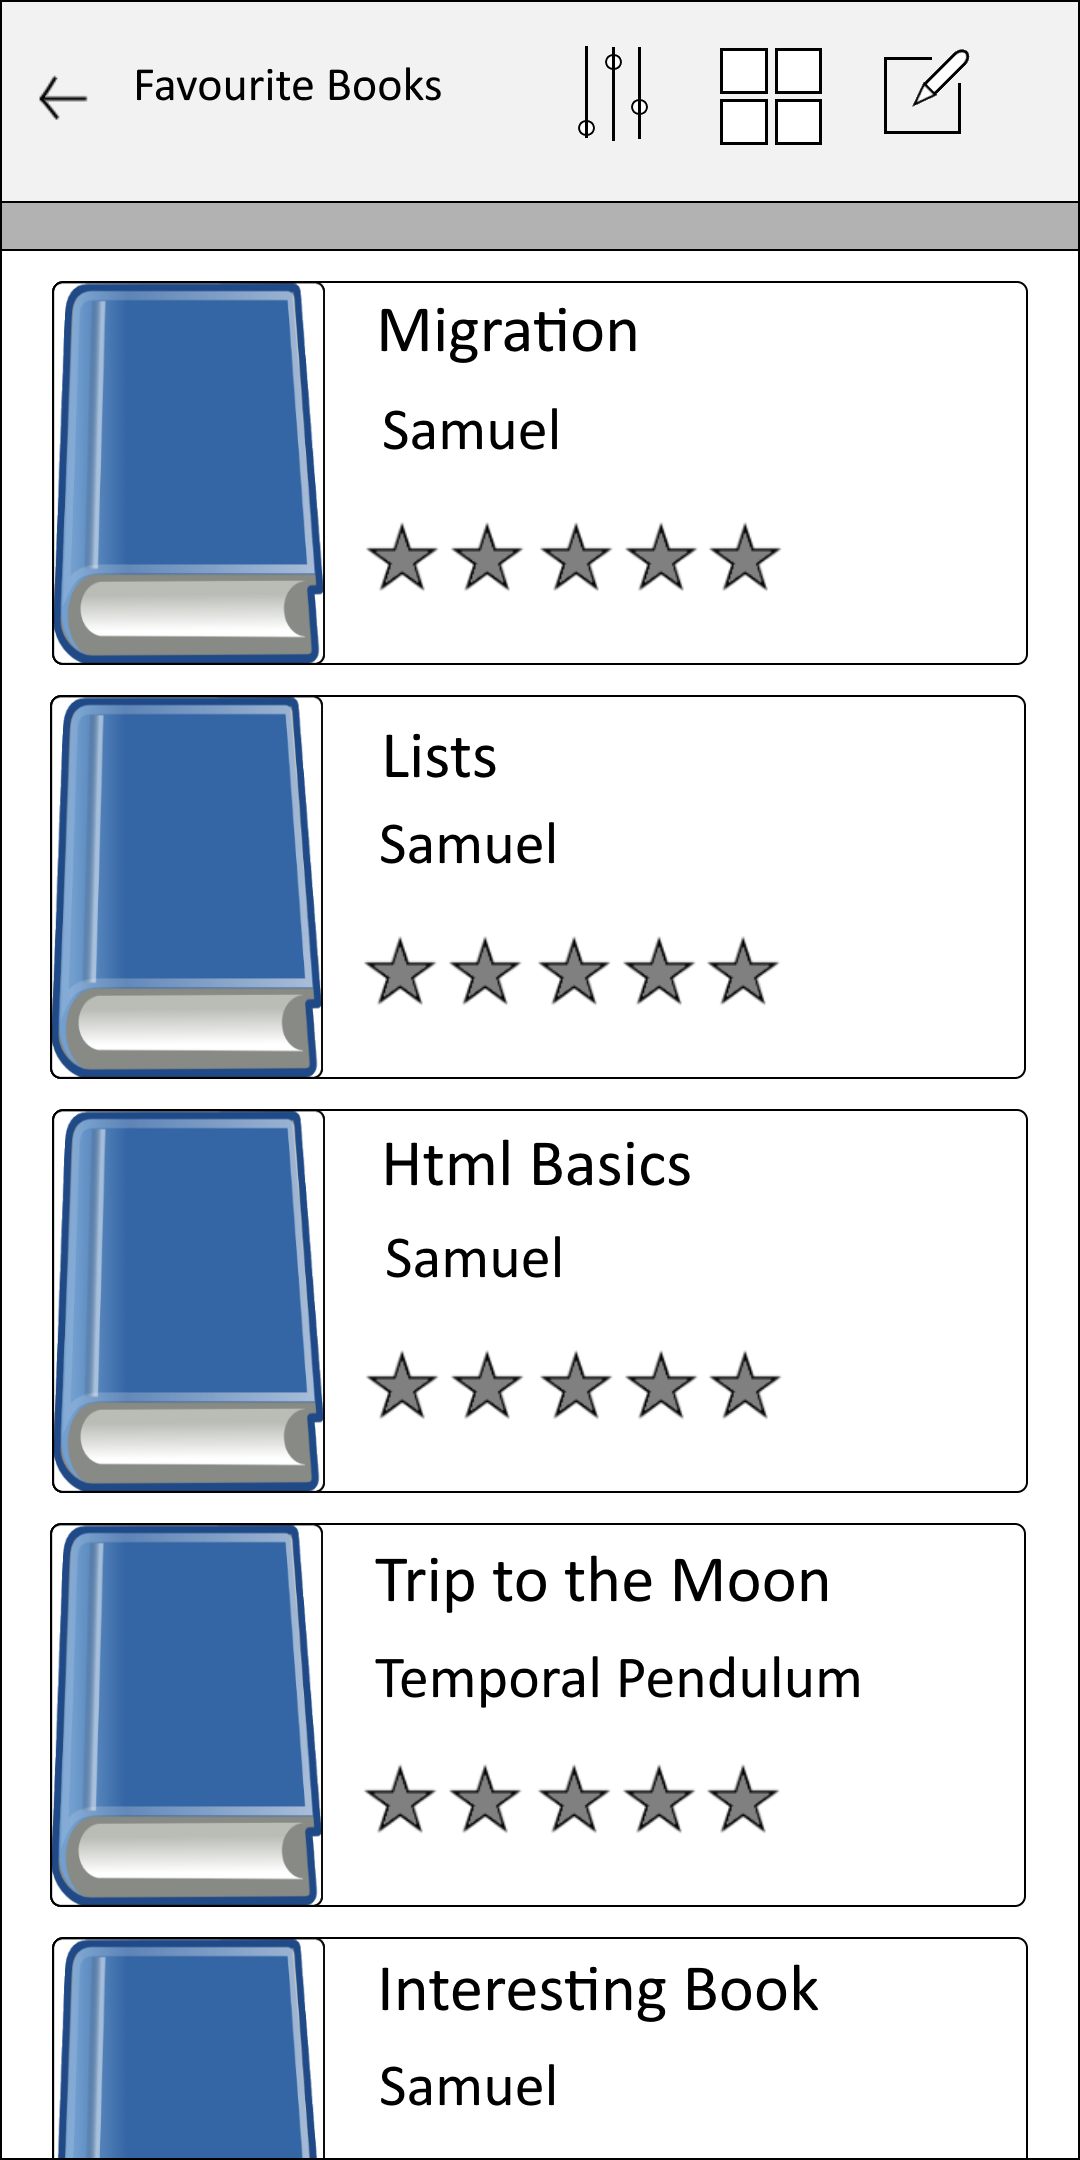 Favourite Books
Migration
Samuel
Lists
Samuel
Html Basics
Samuel
Trip to the Moon
Temporal Pendulum
Interesting Book
Samuel